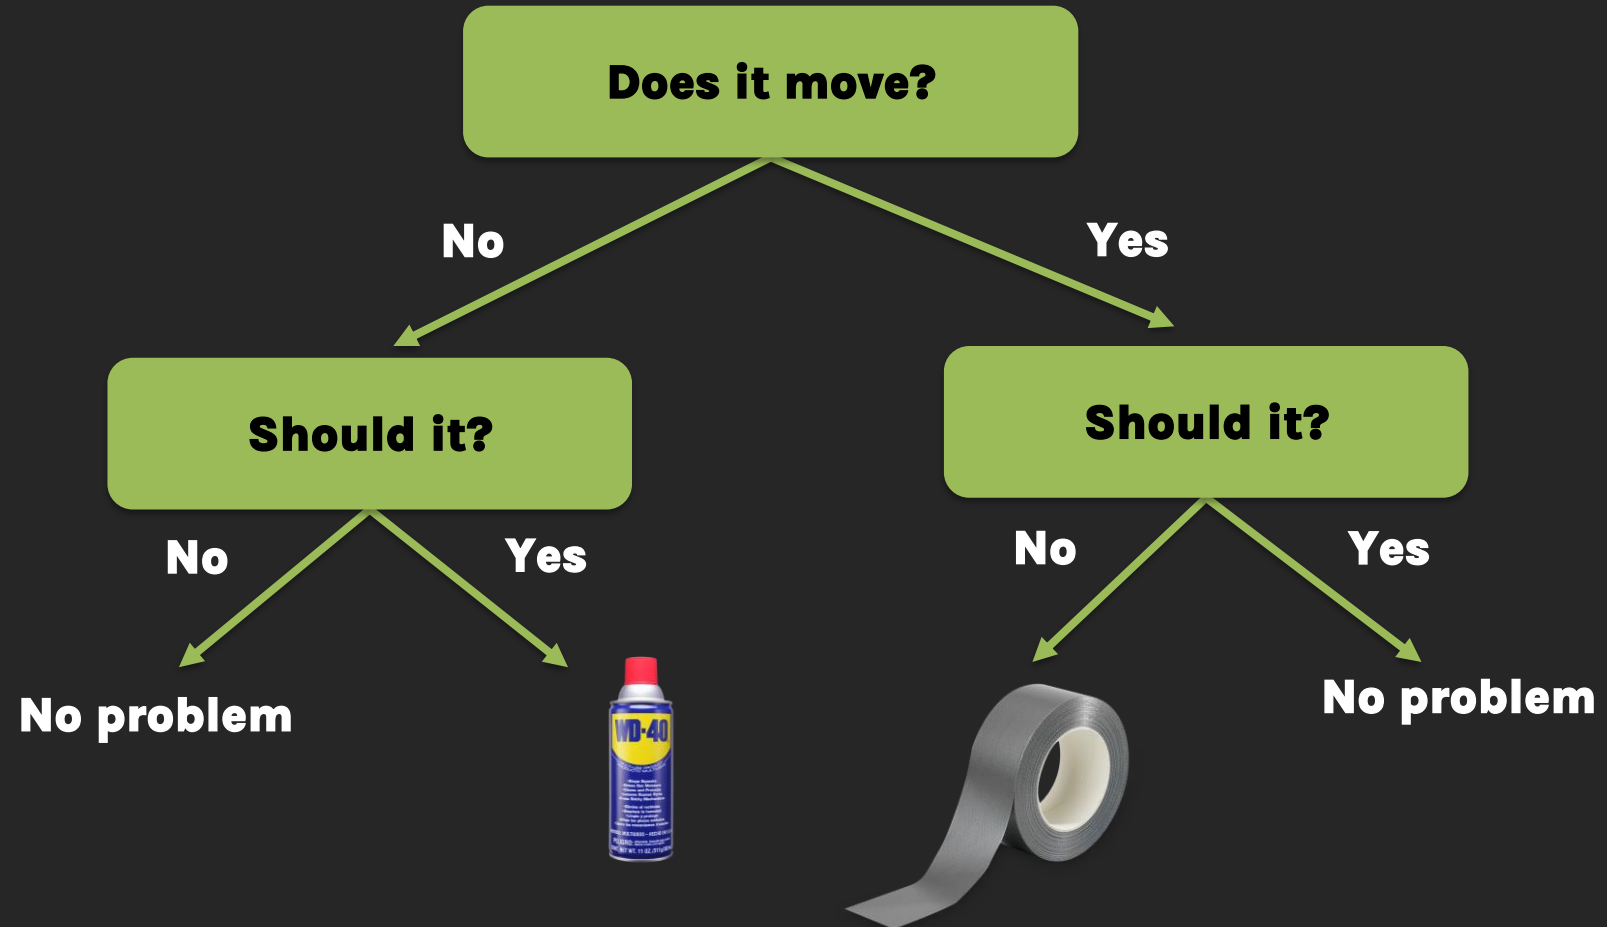 Does it move?
No
Yes
Should it?
Should it?
No
Yes
No
Yes
No problem
WD-40
No problem